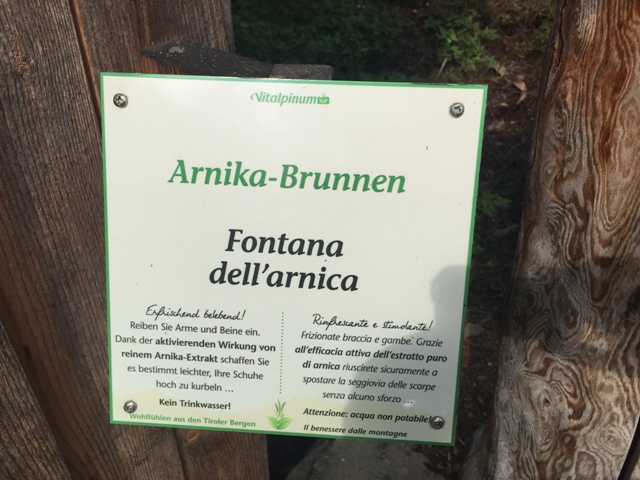 Vitalpinum
Arnika-Brunnen
Fontana
dell'arnica
Erfrischend belebend!
Reiben Sie Arme und Beine ein.
Dank der aktivierenden Wirkung von
reinem Arnika-Extrakt schaffen Sie
es bestimmt leichter, Ihre Schuhe
hoch zu kurbeln ...
Kein Trinkwasser!
Wohlfühlen aus den Tiroler Bergen
Rinfrescante e stimolante!
Frizionate braccia e gambe. Grazie
all'efficacia attiva dell'estratto puro
di arnica riuscirete sicuramente a
spostare la seggiovia delle scarpe
senza alcuno sforzo ...
Attenzione: acqua non potabile!
Il benessere dalle montagne